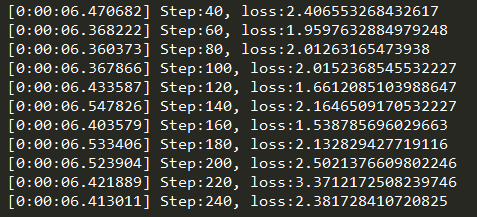 [0:00:06.470682] Step:40, loss:2.406553268432617
[0:00:06.368222] Step:60, loss:1.9597632884979248
[0:00:06.360373] Step:80, loss:2.01263165473938
[0:00:06.367866] Step:100, loss:2.0152368545532227
[0:00:06.433587] Step:120, loss:1.6612085103988647
[0:00:06.547826] Step:140, loss:2.1646509170532227
[0:00:06.403579] Step:160, loss:1.538785696029663
[0:00:06.533406] Step:180, loss:2.132829427719116
[0:00:06.523904] Step:200, loss:2.5021376609802246
[0:00:06.421889] Step:220, loss:3.3712172508239746
[0:00:06.413011] Step:240, loss:2.381728410720825